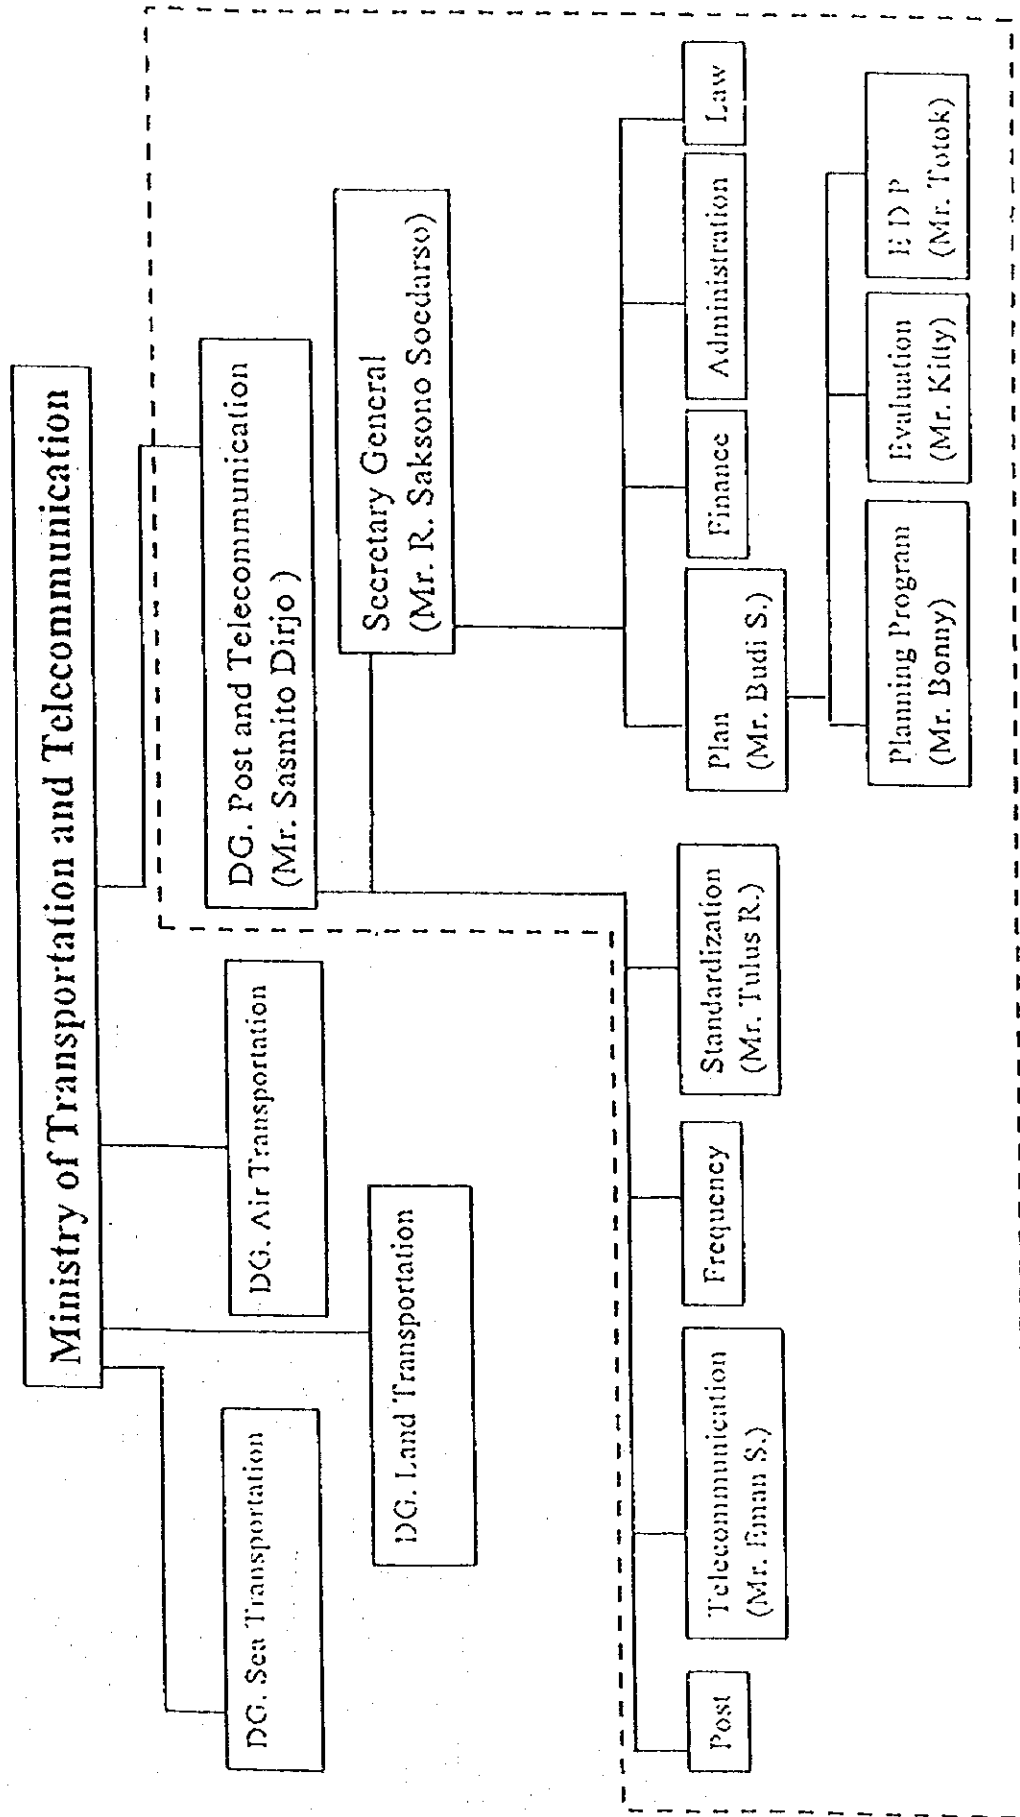 Ministry of Transportation and Telecommunication
DG. Sea Transportation
DG. Air Transportation
DG. Post and Telecommunication
(Mr. Sasmito Dirjo )
DG. Land Transportation
Secretary General
(Mr. R. Saksono Soedarso)
Post
Telecommunication
(Mr. Eman S.)
Frequency
Standardization
(Mr. Tulus R.)
Plan
(Mr. Budi S.)
Finance
Administration
Law
Planning Program
(Mr. Bonny)
Evaluation
(Mr. Kitty)
E D P
(Mr. Totok)